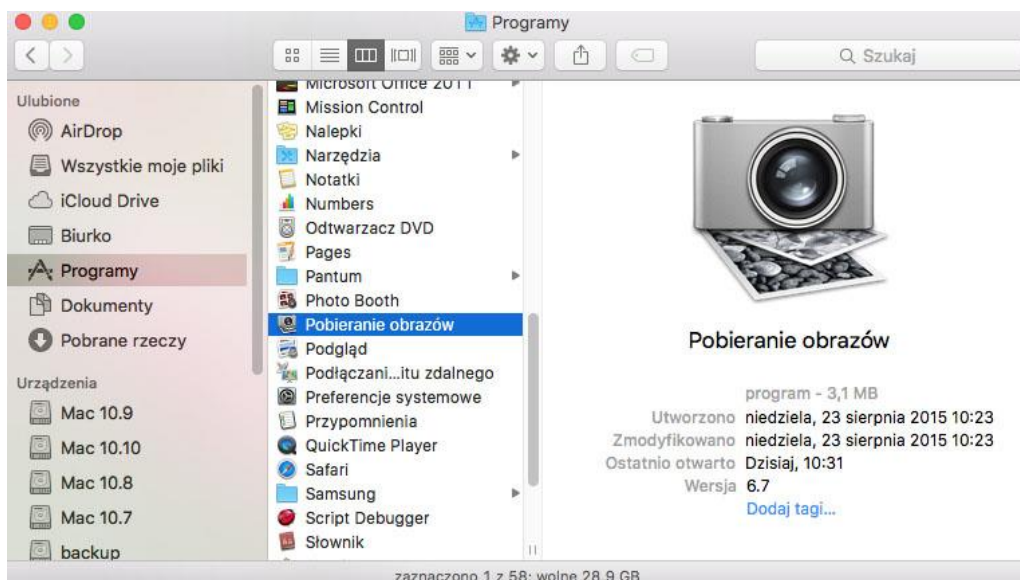 Programy
Szukaj
Ulubione
AirDrop
Wszystkie moje pliki
iCloud Drive
Biurko
Programy
Dokumenty
Pobrane rzeczy
Urządzenia
Mac 10.9
Mac 10.10
Mac 10.8
Mac 10.7
backup
Microsoft Office 2011
Mission Control
Nalepki
Narzędzia
Notatki
Numbers
Odtwarzacz DVD
Pages
Pantum
Photo Booth
Pobieranie obrazów
Podgląd
Podłączani...itu zdalnego
Preferencje systemowe
Przypomnienia
QuickTime Player
Safari
Samsung
Script Debugger
Słownik
Pobieranie obrazów
program - 3,1 MB
Utworzono niedziela, 23 sierpnia 2015 10:23
Zmodyfikowano niedziela, 23 sierpnia 2015 10:23
Ostatnio otwarto Dzisiaj, 10:31
Wersja 6.7
Dodaj tagi...
zaznaczono 1 z 58; wolne 28,9 GB